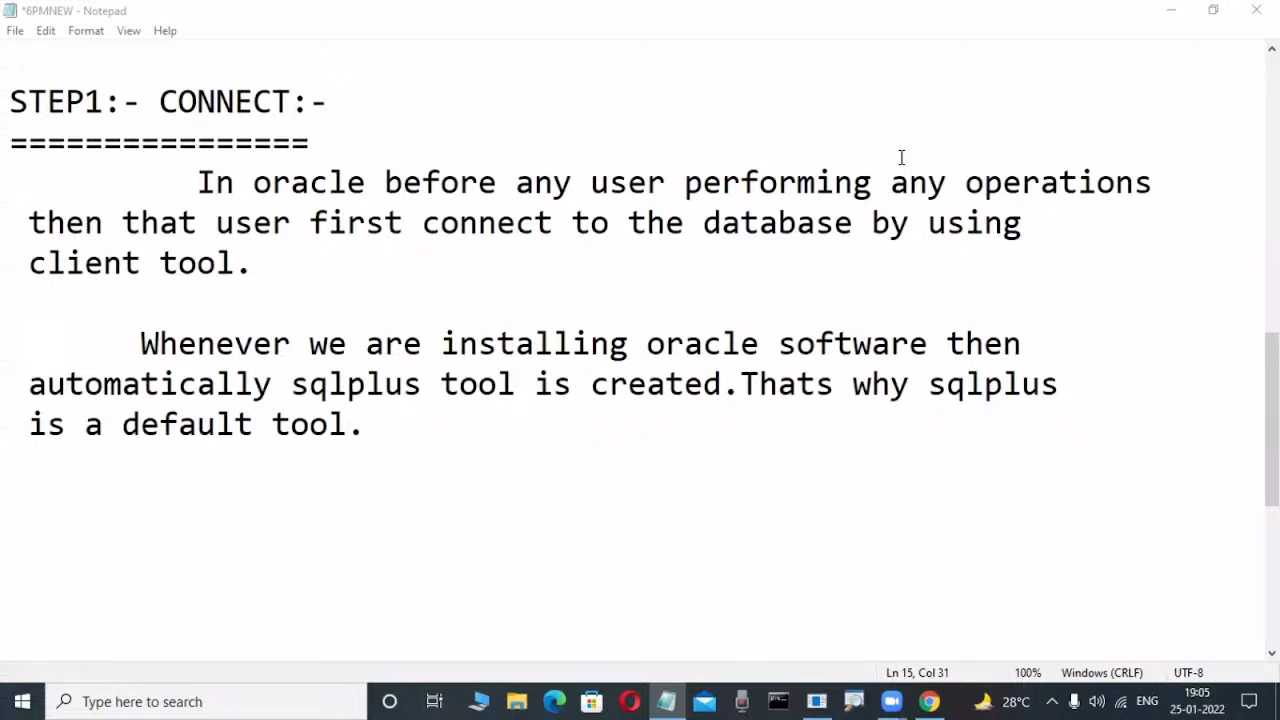 *6PMNEW - Notepad
File Edit Format View Help
STEP1:- CONNECT:-
================
In oracle before any user performing any operations
then that user first connect to the database by using
client tool.
Whenever we are installing oracle software then
automatically sqlplus tool is created.Thats why sqlplus
is a default tool.
Ln 15, Col 31 100% Windows (CRLF) UTF-8
Type here to search
28°C
ENG
19:05
25-01-2022